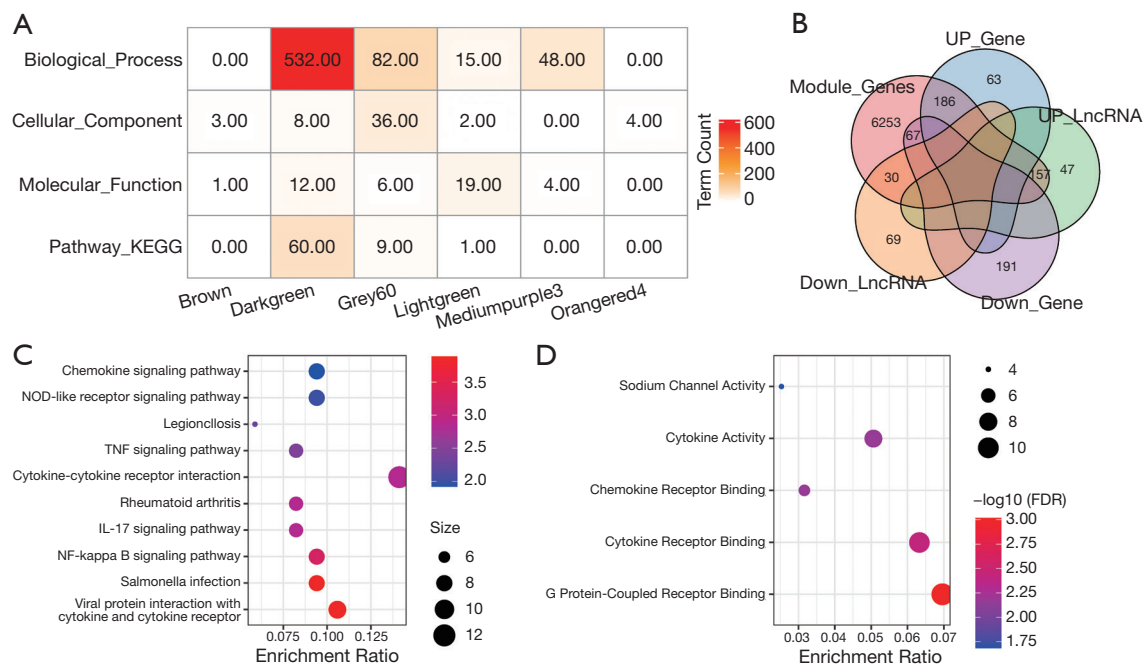 A
Biological_Process
0.00 532.00 82.00 15.00 48.00 0.00
Cellular_Component
3.00 8.00 36.00 2.00 0.00 4.00
Molecular_Function
1.00 12.00 6.00 19.00 4.00 0.00
Pathway_KEGG
0.00 60.00 9.00 1.00 0.00 0.00
Brown Darkgreen Grey60 Lightgreen Mediumpurple3 Orangered4
Term Count
600
400
200
0
B
UP_Gene
63
Module_Genes
186
UP_LncRNA
6253
67
30
157
47
69
191
Down_LncRNA
Down_Gene
C
Chemokine signaling pathway
NOD-like receptor signaling pathway
Legioncllosis
TNF signaling pathway
Cytokine-cytokine receptor interaction
Rheumatoid arthritis
IL-17 signaling pathway
NF-kappa B signaling pathway
Salmonella infection
Viral protein interaction with
cytokine and cytokine receptor
0.075 0.100 0.125
Enrichment Ratio
3.5
3.0
2.5
2.0
Size
6
8
10
12
D
Sodium Channel Activity
Cytokine Activity
Chemokine Receptor Binding
Cytokine Receptor Binding
G Protein-Coupled Receptor Binding
0.03 0.04 0.05 0.06 0.07
Enrichment Ratio
4
6
8
10
−log10 (FDR)
3.00
2.75
2.50
2.25
2.00
1.75